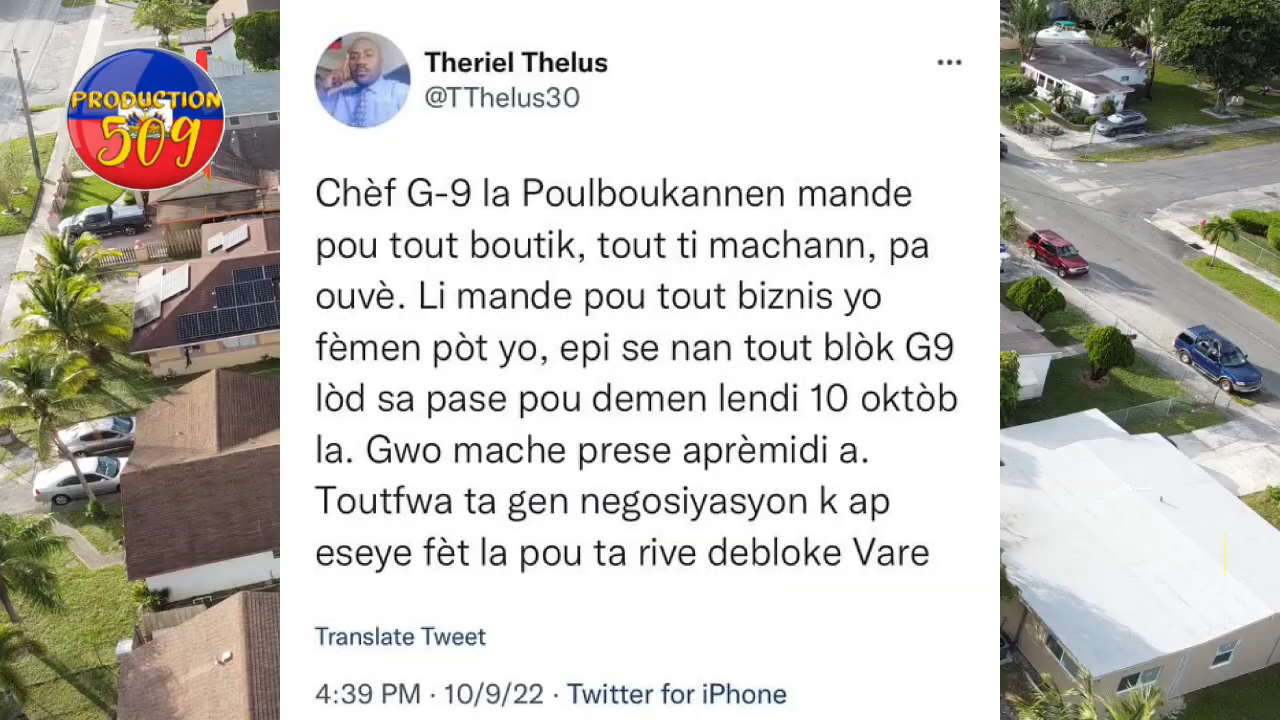 PRODUCTION
509
Theriel Thelus
@TThelus30
Chèf G-9 la Poulboukannen mande
pou tout boutik, tout ti machann, pa
ouvè. Li mande pou tout biznis yo
fèmen pòt yo, epi se nan tout blòk G9
lòd sa pase pou demen lendi 10 oktòb
la. Gwo mache prese aprèmidi a.
Toutfwa ta gen negosiyasyon k ap
eseye fèt la pou ta rive debloke Vare
Translate Tweet
4:39 PM · 10/9/22 · Twitter for iPhone